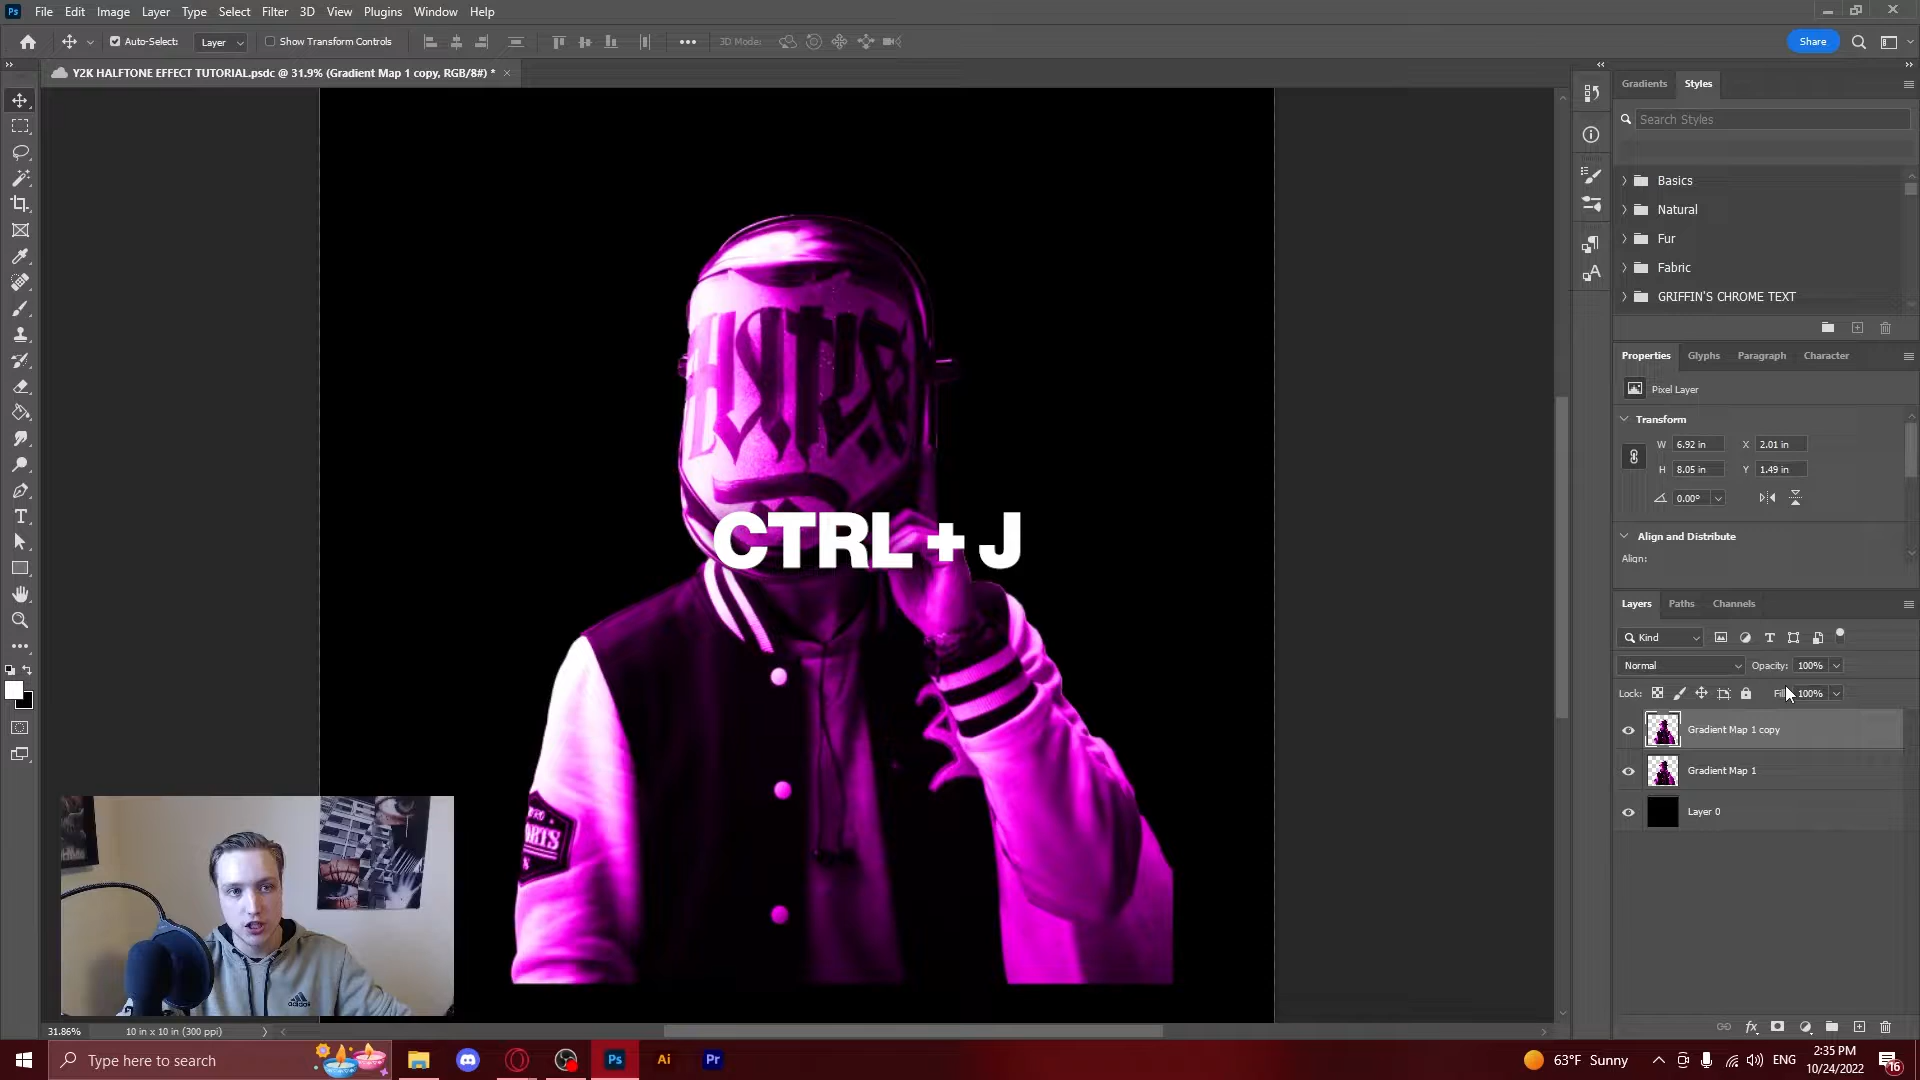 Ps File Edit Image Layer Type Select Filter 3D View Plugins Window Help
Auto-Select: Layer Show Transform Controls 3D Mode: Share
Y2K HALFTONE EFFECT TUTORIAL.psdc @ 31.9% (Gradient Map 1 copy, RGB/8#) *
Gradients Styles
Search Styles
Basics
Natural
Fur
Fabric
GRIFFIN'S CHROME TEXT
Properties Glyphs Paragraph Character
Pixel Layer
Transform
W 6.92 in X 2.01 in
H 8.05 in Y 1.49 in
0.00°
Align and Distribute
Align:
CTRL + J
Layers Paths Channels
Kind
Normal Opacity: 100%
Lock: Fill: 100%
Gradient Map 1 copy
Gradient Map 1
Layer 0
31.86% 10 in x 10 in (300 ppi)
Type here to search
Ps Ai Pr
63°F Sunny
ENG
2:35 PM
10/24/2022
16